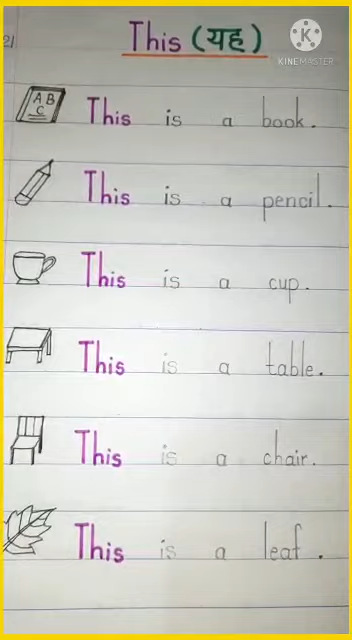 21
This (यह)
KINEMASTER
A B
C
This is a book.
This is a pencil.
This is a cup.
This is a table.
This is a chair.
This is a leaf.